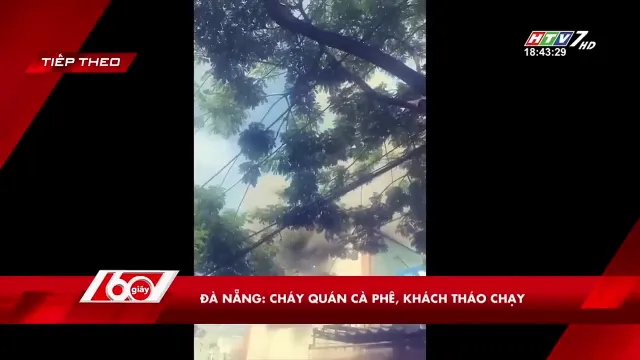 TIẾP THEO
HTV7 HD
18:43:29
60 giây
ĐÀ NẴNG: CHÁY QUÁN CÀ PHÊ, KHÁCH THÁO CHẠY